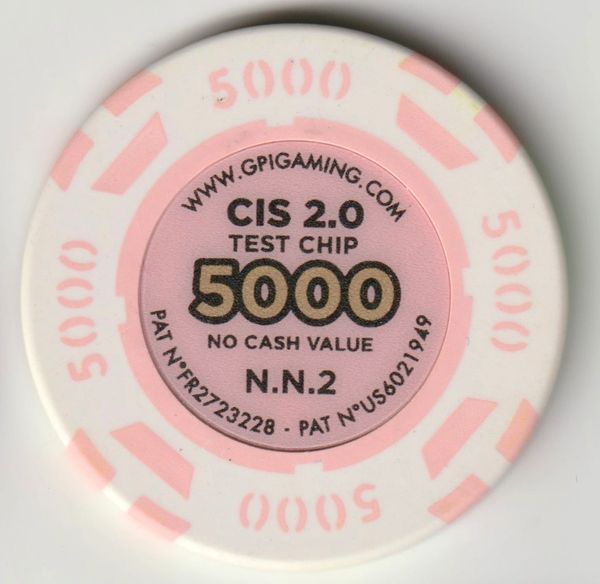 5000
WWW.GPIGAMING.COM
CIS 2.0
TEST CHIP
5000
NO CASH VALUE
N.N.2
PAT N°FR2723228 - PAT N°US6021949
5000
5000
5000